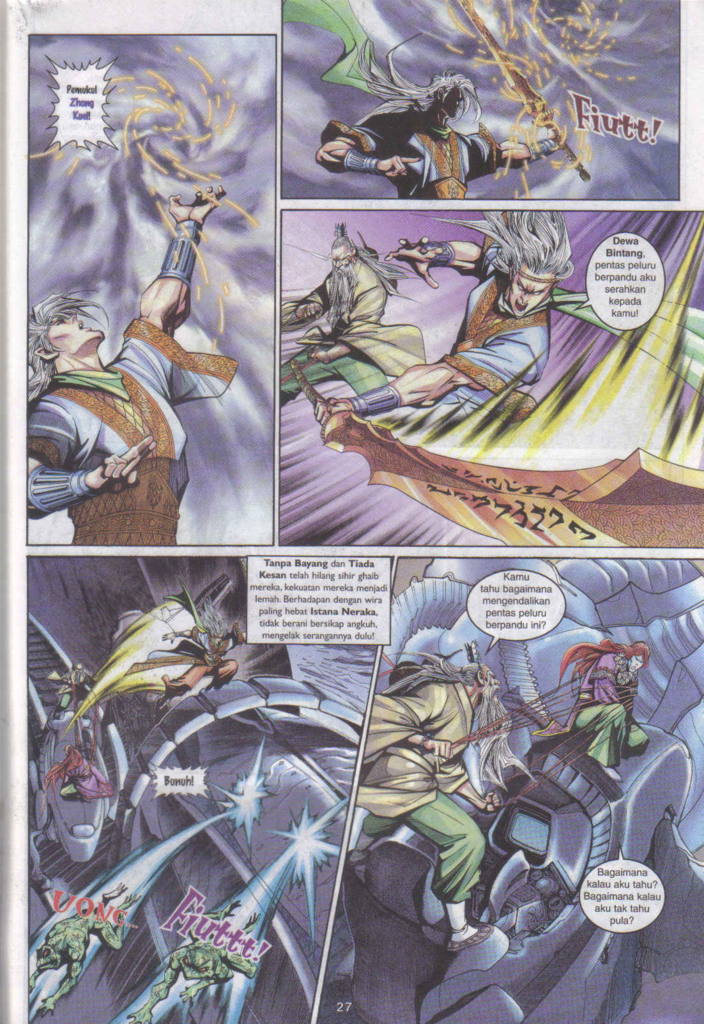 Pemukul
Zhong
Kuei!
Fiutt!
Dewa
Bintang,
pentas peluru
berpandu aku
serahkan
kepada
kamu!
Tanpa Bayang dan Tiada
Kesan telah hilang sihir ghaib
mereka, kekuatan mereka menjadi
lemah. Berhadapan dengan wira
paling hebat Istana Neraka,
tidak berani bersikap angkuh,
mengelak serangannya dulu!
Bunuh!
UONG...
Fiuttt!
Kamu
tahu bagaimana
mengendalikan
pentas peluru
berpandu ini?
Bagaimana
kalau aku tahu?
Bagaimana kalau
aku tak tahu
pula?
27